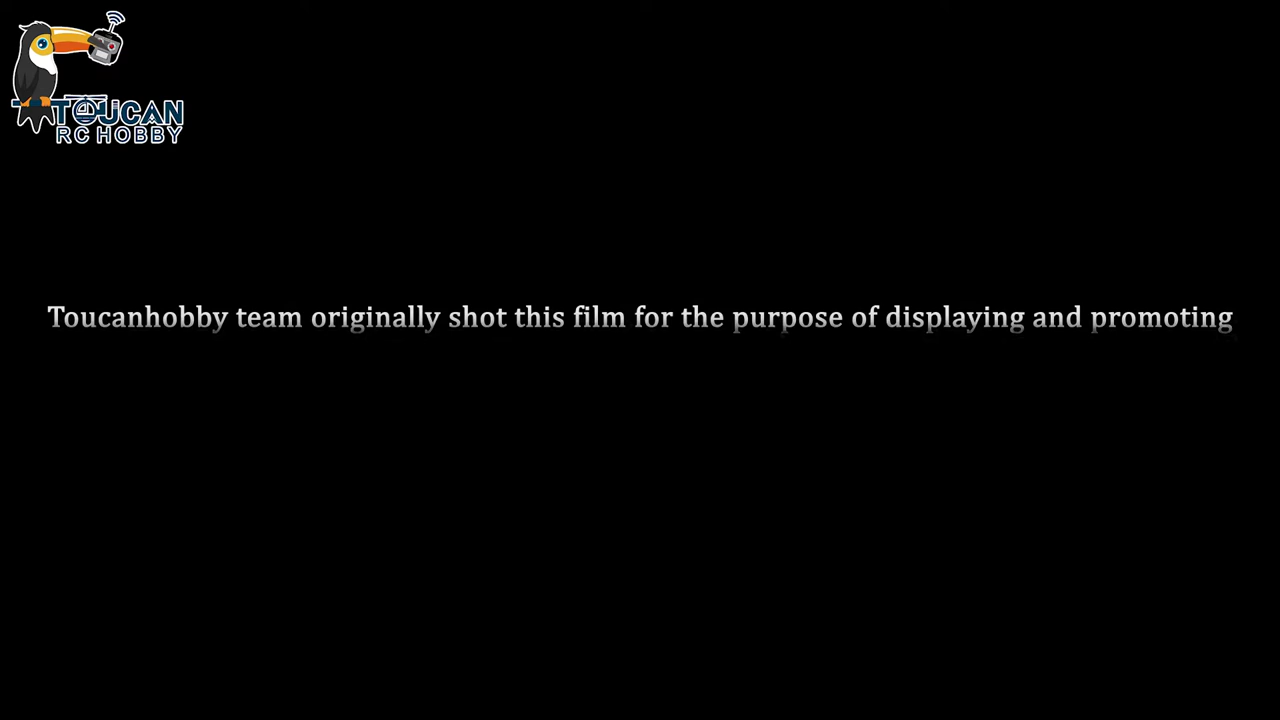 TOUCAN
RC HOBBY
Toucanhobby team originally shot this film for the purpose of displaying and promoting